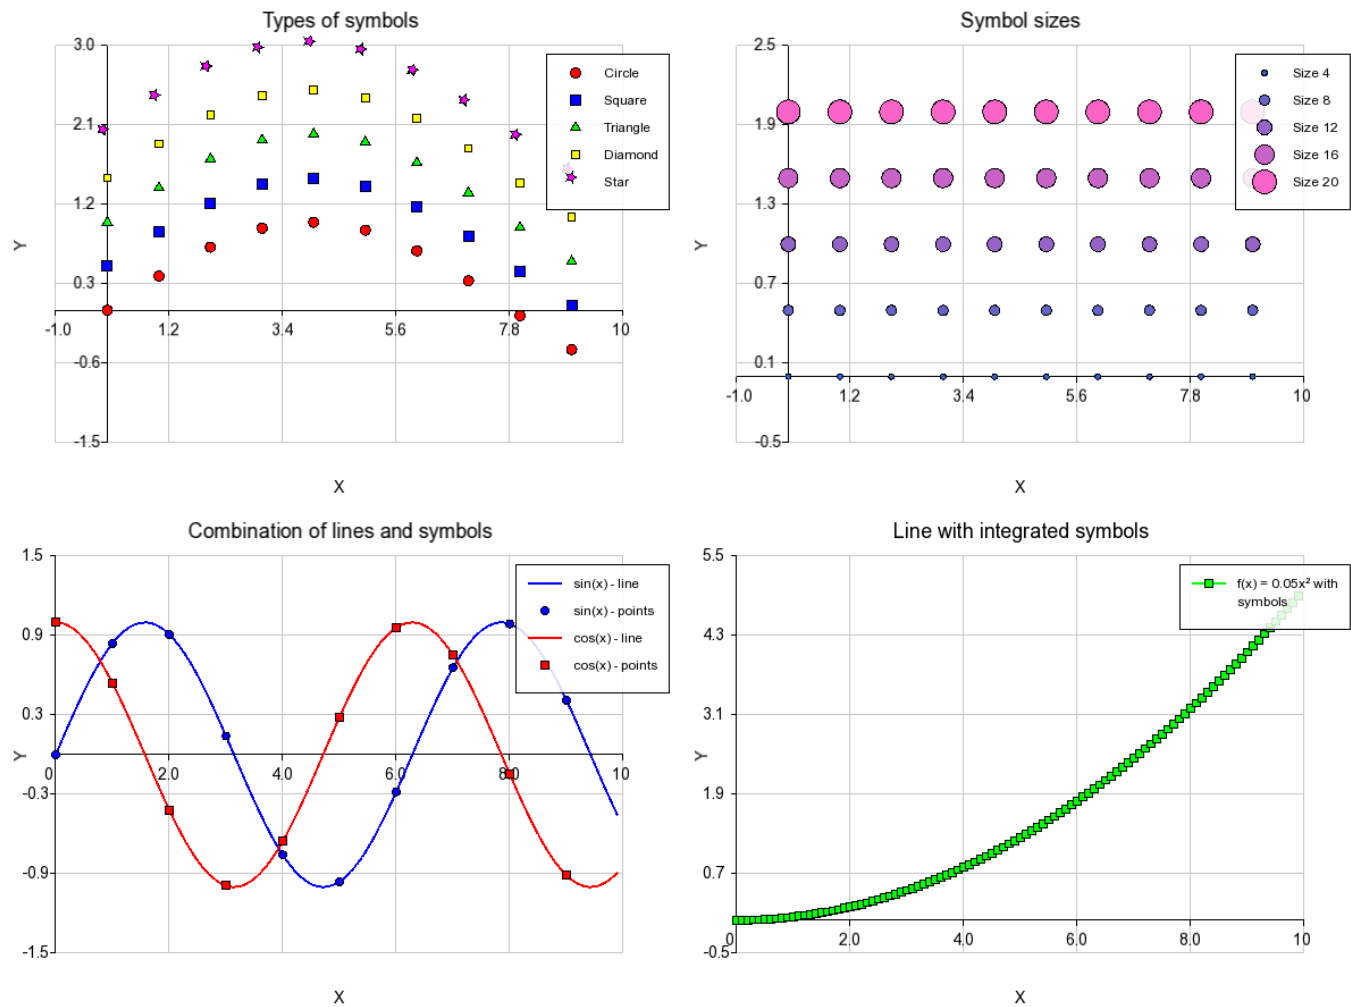 Types of symbols
3.0
2.1
1.2
0.3
-0.6
-1.5
-1.0
1.2
3.4
5.6
7.8
10
Y
X
Circle
Square
Triangle
Diamond
Star
Symbol sizes
2.5
1.9
1.3
0.7
0.1
-0.5
-1.0
1.2
3.4
5.6
7.8
10
Y
X
Size 4
Size 8
Size 12
Size 16
Size 20
Combination of lines and symbols
1.5
0.9
0.3
-0.3
-0.9
-1.5
0
2.0
4.0
6.0
8.0
10
Y
X
sin(x) - line
sin(x) - points
cos(x) - line
cos(x) - points
Line with integrated symbols
5.5
4.3
3.1
1.9
0.7
-0.5
0
2.0
4.0
6.0
8.0
10
Y
X
f(x) = 0.05x² with
symbols